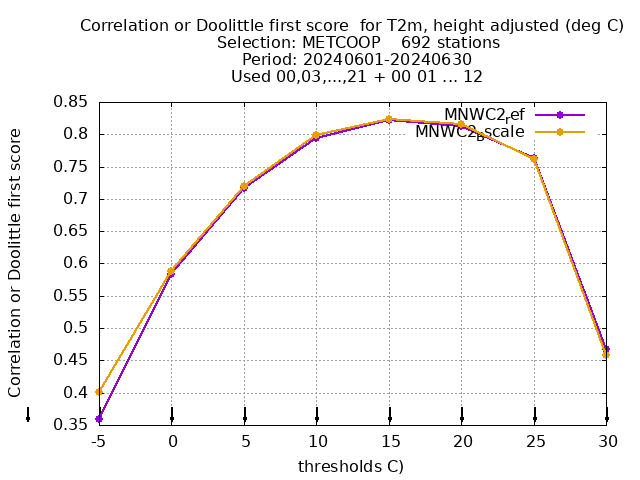 Correlation or Doolittle first score  for T2m, height adjusted (deg C)
Selection: METCOOP    692 stations
Period: 20240601-20240630
Used 00,03,...,21 + 00 01 ... 12
Correlation or Doolittle first score
0.85
0.8
0.75
0.7
0.65
0.6
0.55
0.5
0.45
0.4
0.35
MNWC2ref
MNWC2Bscale
-5 0 5 10 15 20 25 30
thresholds C)